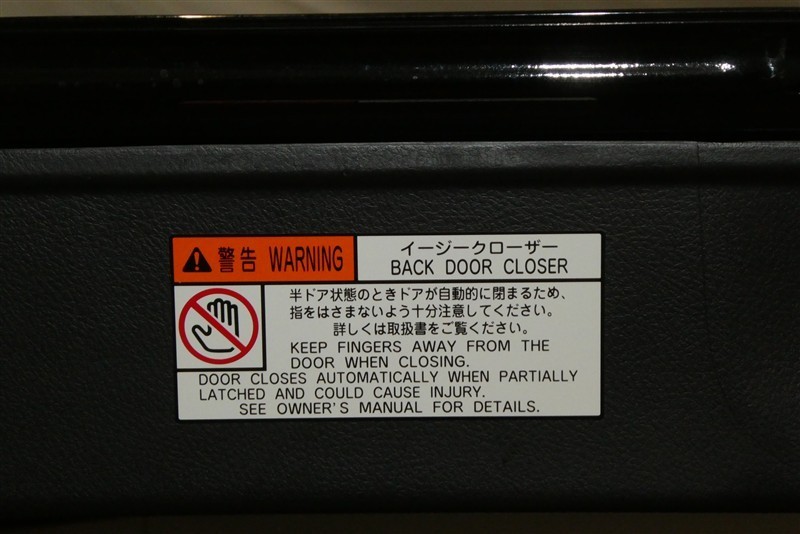 警告 WARNING
イージークローザー
BACK DOOR CLOSER
半ドア状態のときドアが自動的に閉まるため、
指をはさまないよう十分注意してください。
詳しくは取扱書をご覧ください。
KEEP FINGERS AWAY FROM THE
DOOR WHEN CLOSING.
DOOR CLOSES AUTOMATICALLY WHEN PARTIALLY
LATCHED AND COULD CAUSE INJURY.
SEE OWNER'S MANUAL FOR DETAILS.